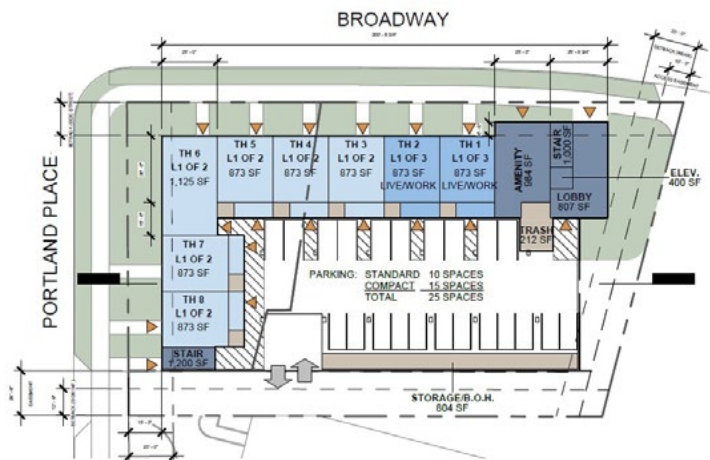 BROADWAY
PORTLAND PLACE
TH 6
L1 OF 2
1,125 SF
TH 5
L1 OF 2
873 SF
TH 4
L1 OF 2
873 SF
TH 3
L1 OF 2
873 SF
TH 2
L1 OF 3
873 SF
LIVE/WORK
TH 1
L1 OF 3
873 SF
LIVE/WORK
AMENITY
984 SF
STAIR
1,000 SF
LOBBY
807 SF
ELEV.
400 SF
TRASH
212 SF
TH 7
L1 OF 2
873 SF
TH 8
L1 OF 2
873 SF
STAIR
1,200 SF
PARKING: STANDARD 10 SPACES
COMPACT 15 SPACES
TOTAL 25 SPACES
STORAGE/B.O.H.
804 SF